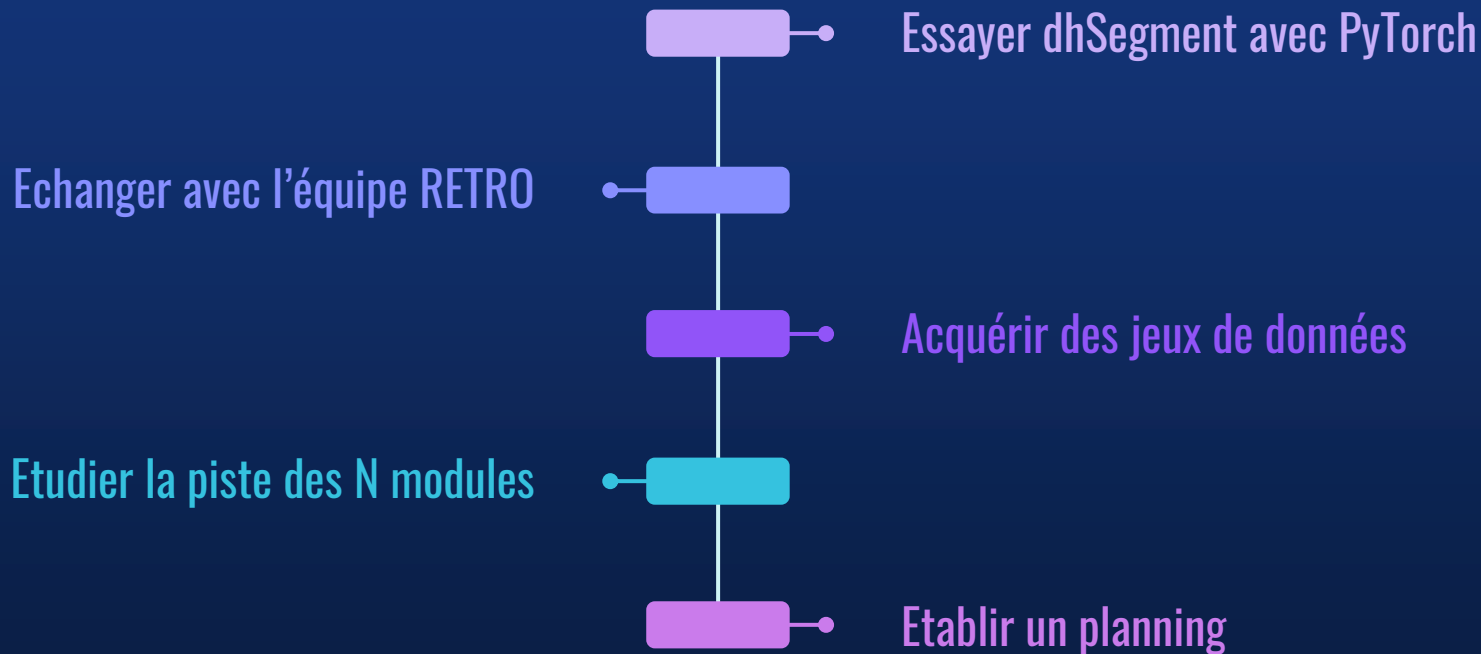 Essayer dhSegment avec PyTorch
Echanger avec l’équipe RETRO
Acquérir des jeux de données
Etudier la piste des N modules
Etablir un planning